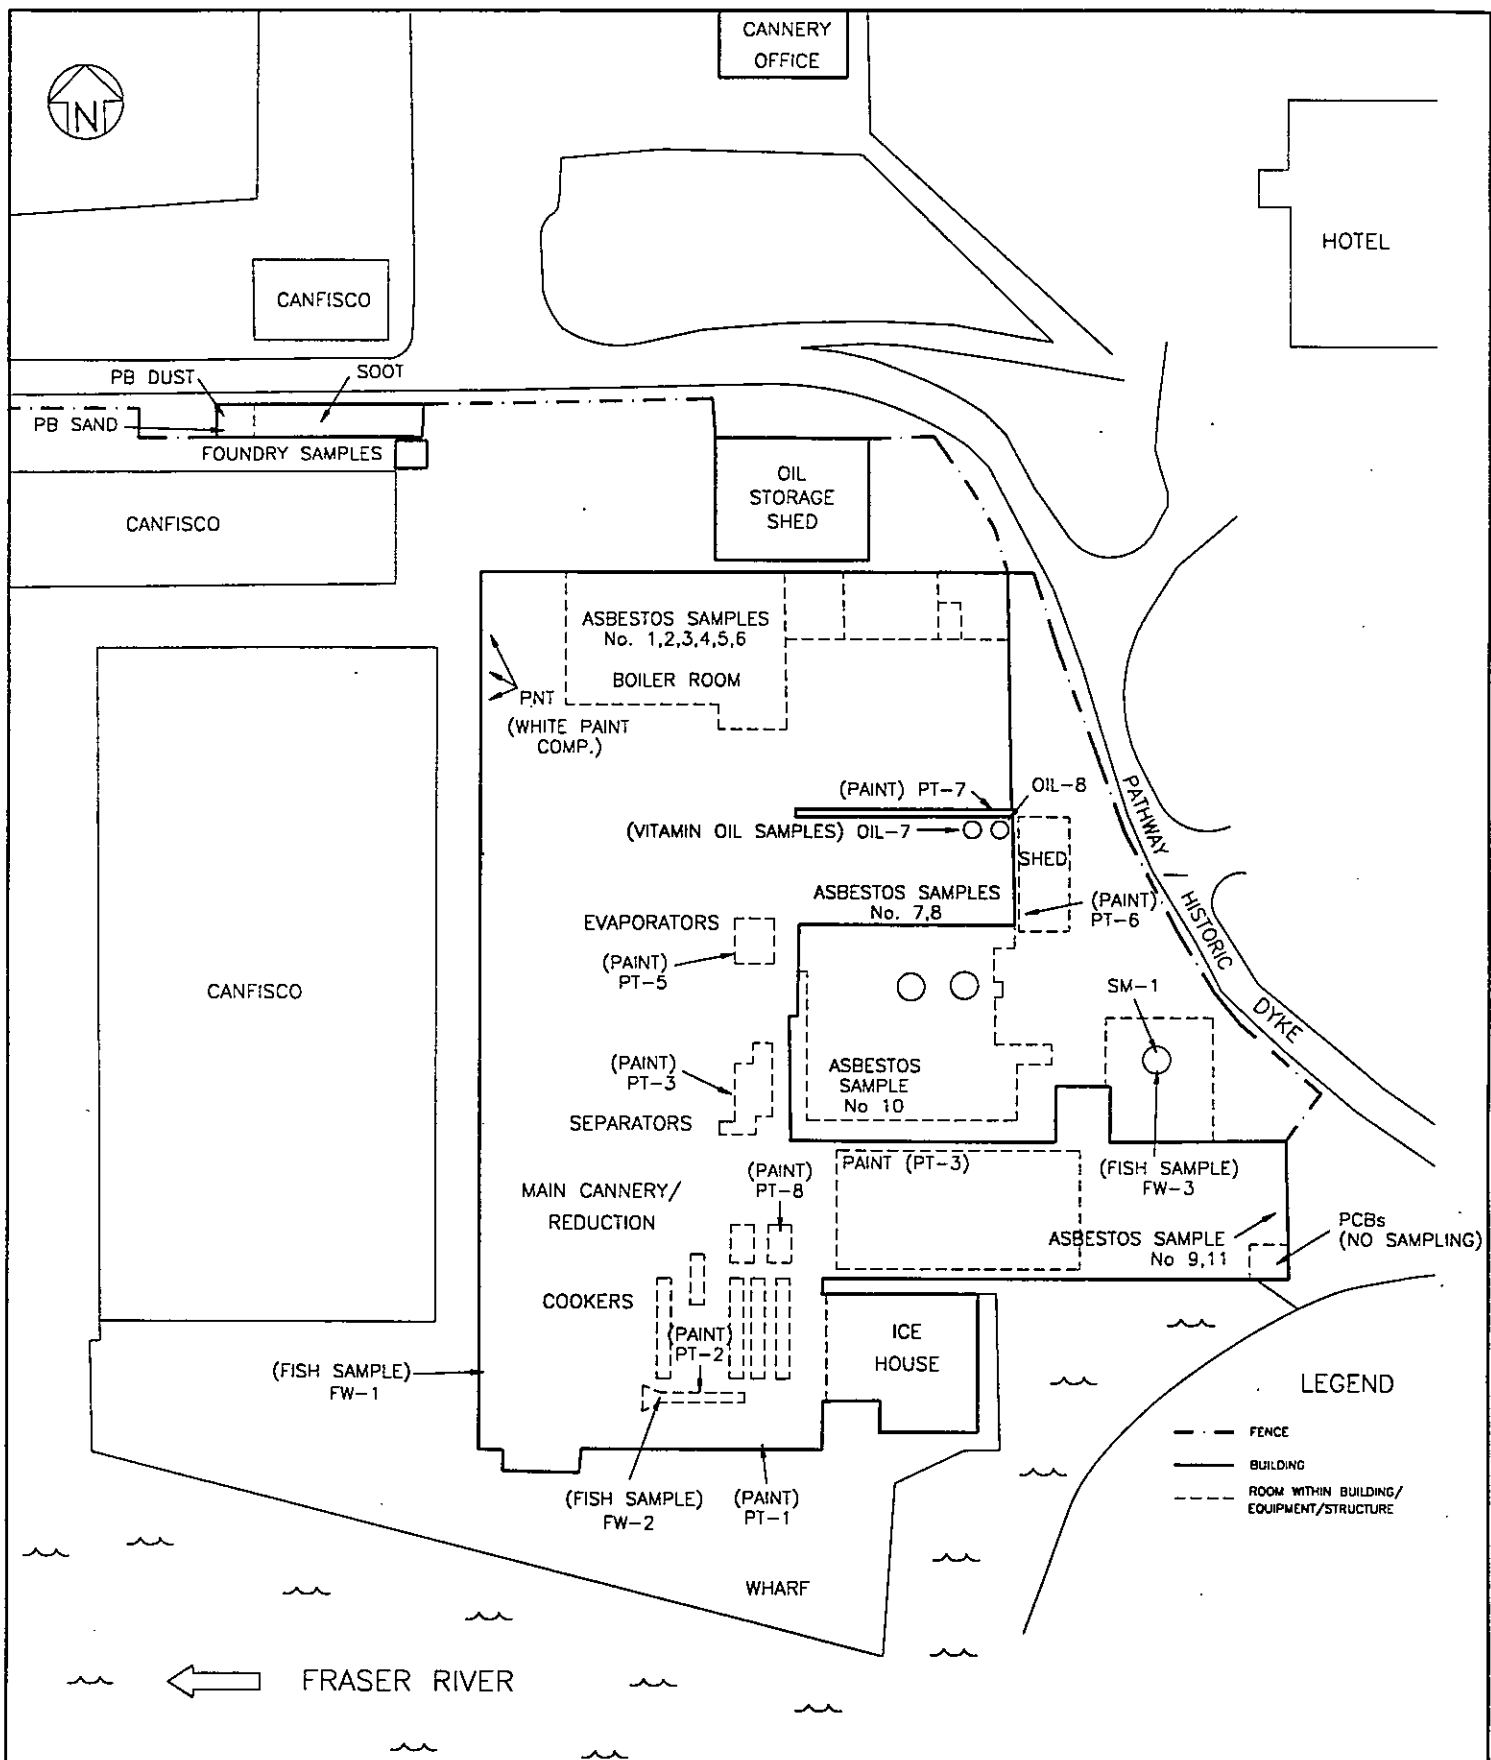 CANNERY
OFFICE
N
HOTEL
CANFISCO
PB DUST
SOOT
PB SAND
FOUNDRY SAMPLES
OIL
STORAGE
SHED
CANFISCO
ASBESTOS SAMPLES
No. 1,2,3,4,5,6
BOILER ROOM
PNT
(WHITE PAINT
COMP.)
(PAINT) PT-7
OIL-8
(VITAMIN OIL SAMPLES) OIL-7
SHED
PATHWAY - HISTORIC DYKE
ASBESTOS SAMPLES
No. 7,8
(PAINT)
PT-6
EVAPORATORS
(PAINT)
PT-5
CANFISCO
SM-1
(PAINT)
PT-3
ASBESTOS
SAMPLE
No 10
SEPARATORS
PAINT (PT-3)
(FISH SAMPLE)
FW-3
(PAINT)
PT-8
MAIN CANNERY/
REDUCTION
PCBs
(NO SAMPLING)
ASBESTOS SAMPLE
No 9,11
COOKERS
(PAINT)
PT-2
ICE
HOUSE
(FISH SAMPLE)
FW-1
LEGEND
FENCE
BUILDING
ROOM WITHIN BUILDING/
EQUIPMENT/STRUCTURE
(FISH SAMPLE)
FW-2
(PAINT)
PT-1
WHARF
FRASER RIVER